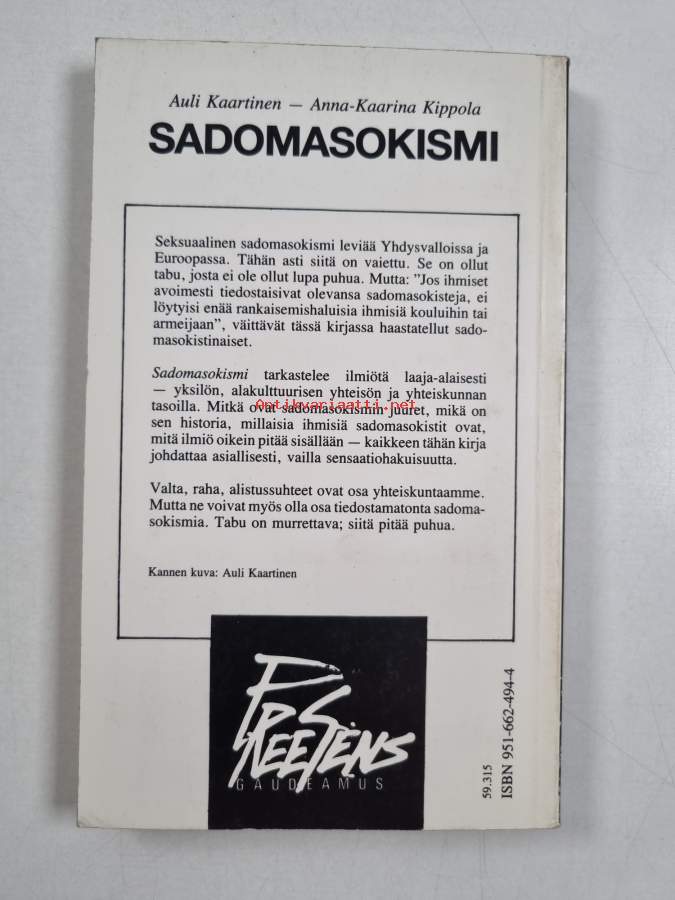 Auli Kaartinen — Anna-Kaarina Kippola
SADOMASOKISMI
Seksuaalinen sadomasokismi leviää Yhdysvalloissa ja
Euroopassa. Tähän asti siitä on vaiettu. Se on ollut
tabu, josta ei ole ollut lupa puhua. Mutta: ”Jos ihmiset
avoimesti tiedostaisivat olevansa sadomasokisteja, ei
löytyisi enää rankaisemishaluisia ihmisiä kouluihin tai
armeijaan”, väittävät tässä kirjassa haastatellut sado-
masokistinaiset.
Sadomasokismi tarkastelee ilmiötä laaja-alaisesti
— yksilön, alakulttuurisen yhteisön ja yhteiskunnan
tasoilla. Mitkä ovat sadomasokismin juuret, mikä on
sen historia, millaisia ihmisiä sadomasokistit ovat,
mitä ilmiö oikein pitää sisällään — kaikkeen tähän kirja
johdattaa asiallisesti, vailla sensaatiohakuisuutta.
Antikvariaatti.net
Valta, raha, alistussuhteet ovat osa yhteiskuntaamme.
Mutta ne voivat myös olla osa tiedostamatonta sadoma-
sokismia. Tabu on murrettava; siitä pitää puhua.
Kannen kuva: Auli Kaartinen
PREESENS
GAUDEAMUS
59.315
ISBN 951-662-494-4